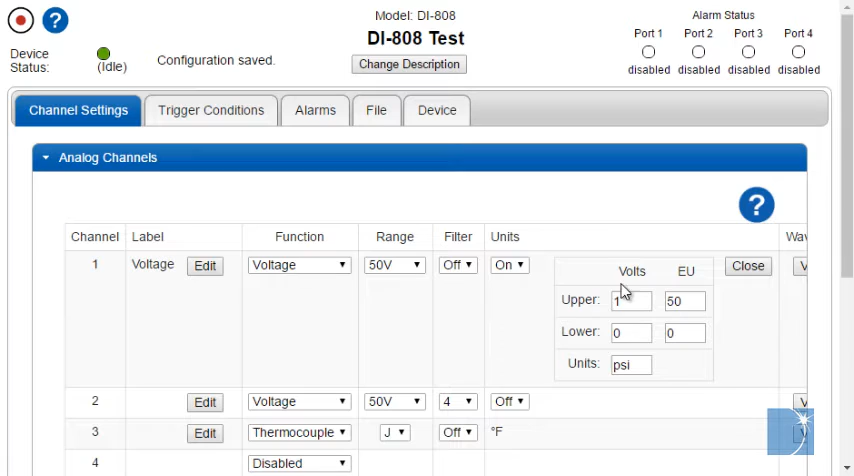 Model: DI-808
DI-808 Test
Change Description
Device Status:
(Idle)
Configuration saved.
Alarm Status
Port 1 Port 2 Port 3 Port 4
disabled disabled disabled disabled
Channel Settings Trigger Conditions Alarms File Device
Analog Channels
?
Channel Label Function Range Filter Units Wav
1 Voltage Edit Voltage 50V Off On Close V
Volts EU
Upper: 1 50
Lower: 0 0
Units: psi
2 Edit Voltage 50V 4 Off V
3 Edit Thermocouple J Off °F
4 Disabled